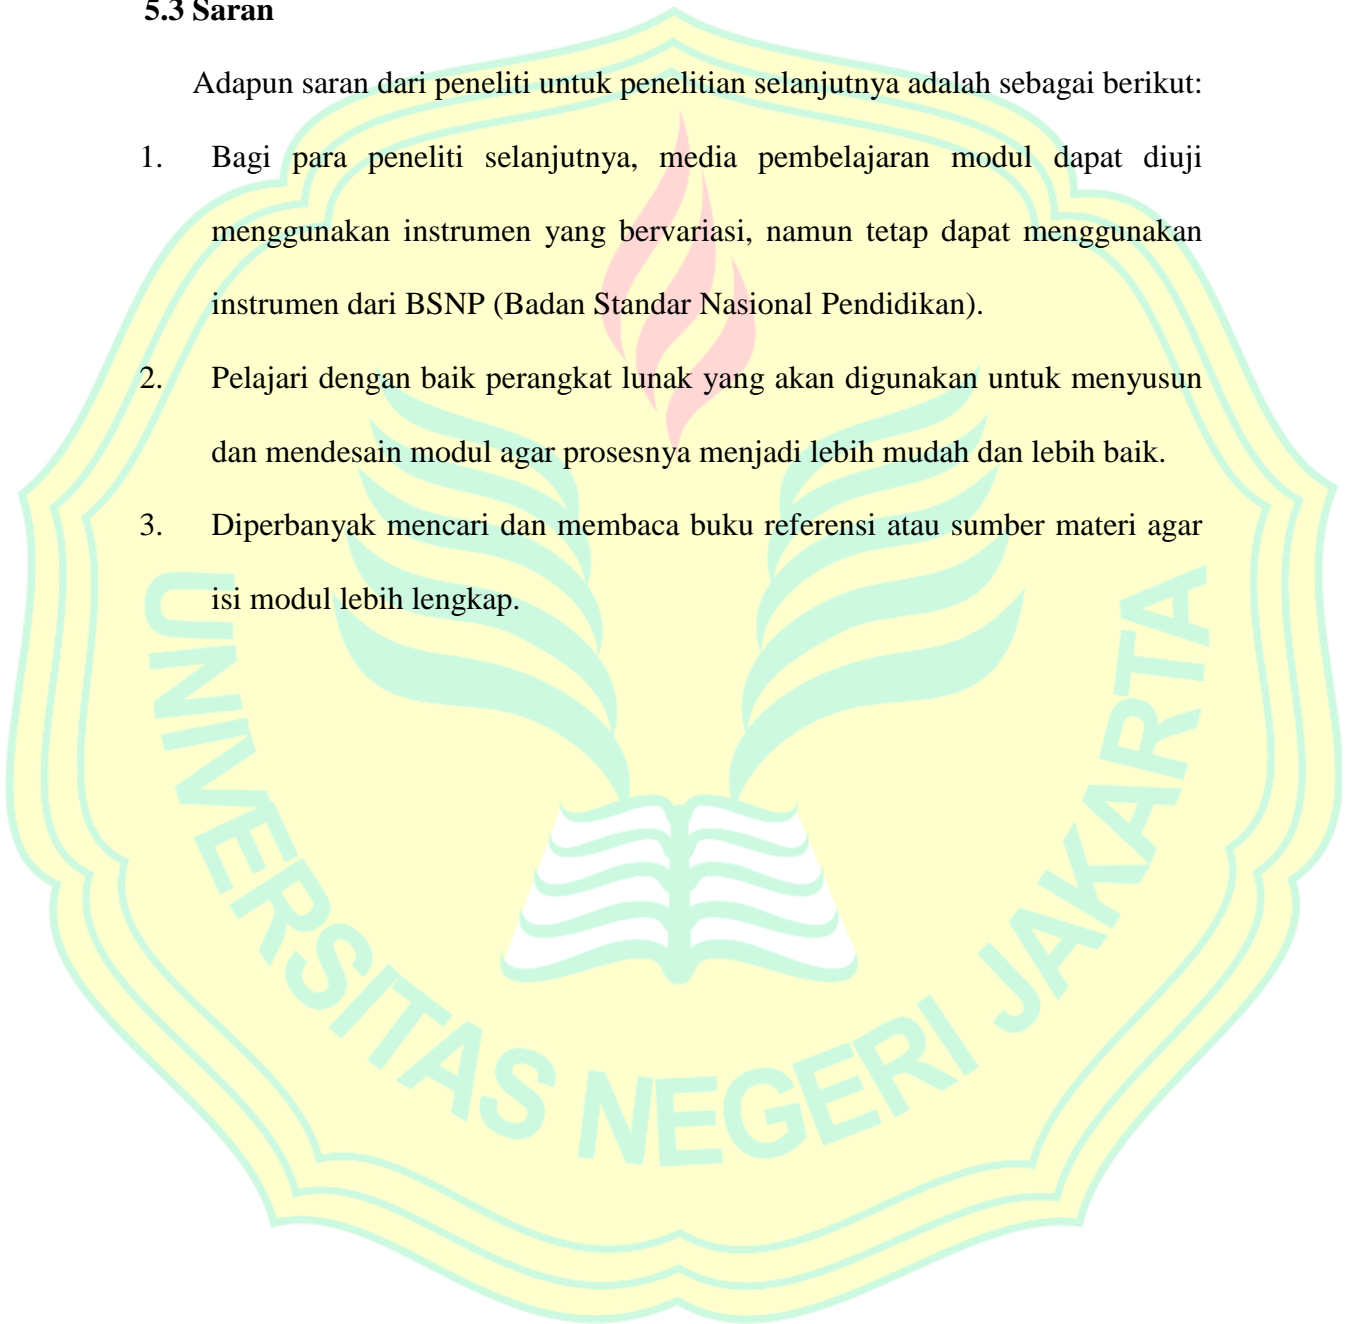 5.3 Saran
Adapun saran dari peneliti untuk penelitian selanjutnya adalah sebagai berikut:
1. Bagi para peneliti selanjutnya, media pembelajaran modul dapat diuji
menggunakan instrumen yang bervariasi, namun tetap dapat menggunakan
instrumen dari BSNP (Badan Standar Nasional Pendidikan).
2. Pelajari dengan baik perangkat lunak yang akan digunakan untuk menyusun
dan mendesain modul agar prosesnya menjadi lebih mudah dan lebih baik.
3. Diperbanyak mencari dan membaca buku referensi atau sumber materi agar
isi modul lebih lengkap.
UNIVERSITAS NEGERI JAKARTA